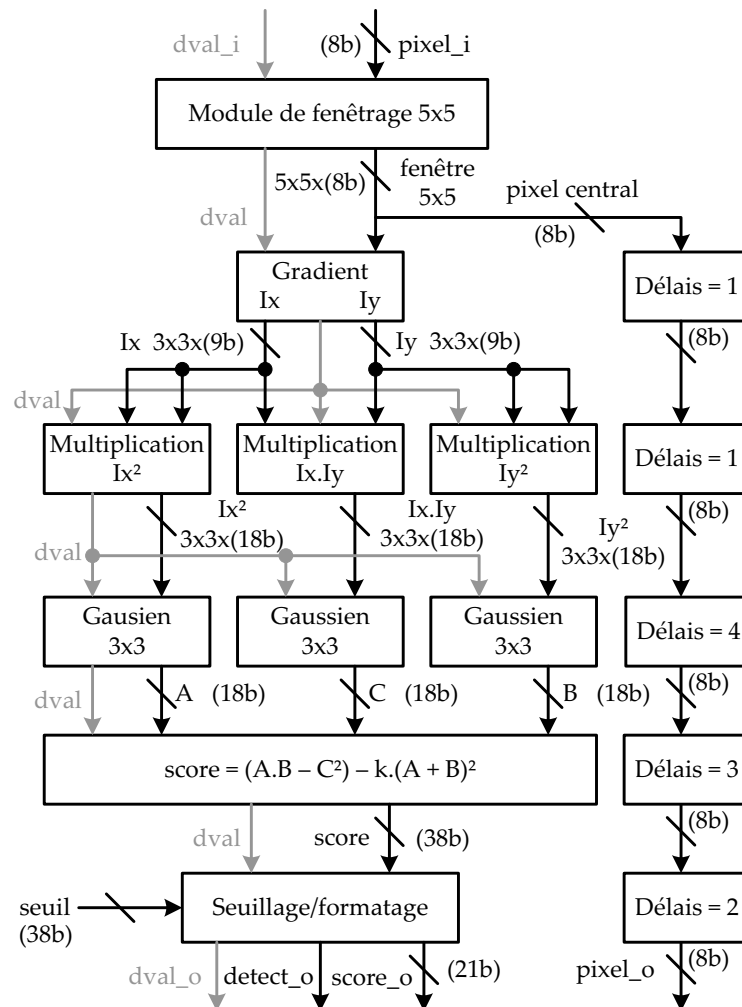 dval_i (8b) pixel_i
Module de fenêtrage 5x5
5x5x(8b) fenêtre
5x5
pixel central
(8b)
dval
Gradient
Ix Iy
Délais = 1
Ix 3x3x(9b) Iy 3x3x(9b)
(8b)
dval
Multiplication
Ix²
Multiplication
Ix.Iy
Multiplication
Iy²
Délais = 1
Ix²
3x3x(18b)
Ix.Iy
3x3x(18b)
Iy²
3x3x(18b)
(8b)
dval
Gausien
3x3
Gaussien
3x3
Gaussien
3x3
Délais = 4
dval A (18b) C (18b) B (18b) (8b)
score = (A.B – C²) – k.(A + B)²
Délais = 3
dval score (38b) (8b)
seuil
(38b)
Seuillage/formatage
Délais = 2
dval_o detect_o score_o (21b) pixel_o (8b)